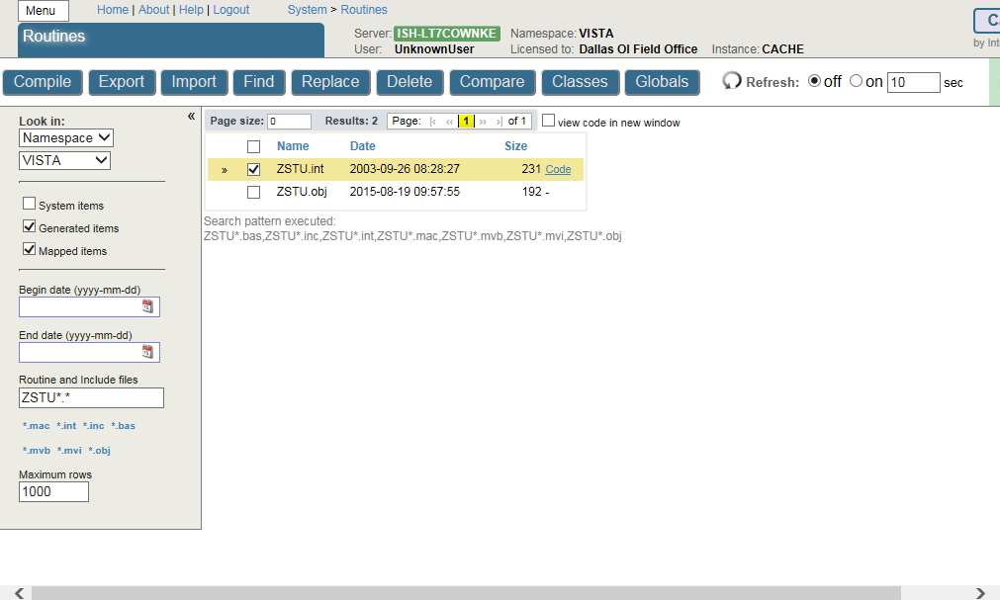 Menu Home | About | Help | Logout System > Routines
Routines
Server: ISH-LT7COWNKE Namespace: VISTA
User: UnknownUser Licensed to: Dallas OI Field Office Instance: CACHE
by Int
Compile Export Import Find Replace Delete Compare Classes Globals Refresh: off on 10 sec
«
Look in:
Namespace
VISTA
System items
Generated items
Mapped items
Begin date (yyyy-mm-dd)
End date (yyyy-mm-dd)
Routine and Include files
ZSTU*.*
*.mac *.int *.inc *.bas
*.mvb *.mvi *.obj
Maximum rows
1000
Page size: 0 Results: 2 Page: |‹ ‹‹ 1 ›› ›| of 1 view code in new window
Name Date Size
» ZSTU.int 2003-09-26 08:28:27 231 Code
ZSTU.obj 2015-08-19 09:57:55 192 -
Search pattern executed:
ZSTU*.bas,ZSTU*.inc,ZSTU*.int,ZSTU*.mac,ZSTU*.mvb,ZSTU*.mvi,ZSTU*.obj